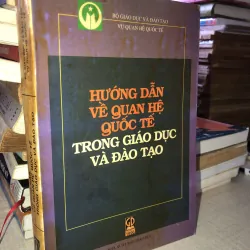 BỘ GIÁO DỤC VÀ ĐÀO TẠO
VỤ QUAN HỆ QUỐC TẾ
HƯỚNG DẪN
VỀ QUAN HỆ
QUỐC TẾ
TRONG GIÁO DỤC
VÀ ĐÀO TẠO